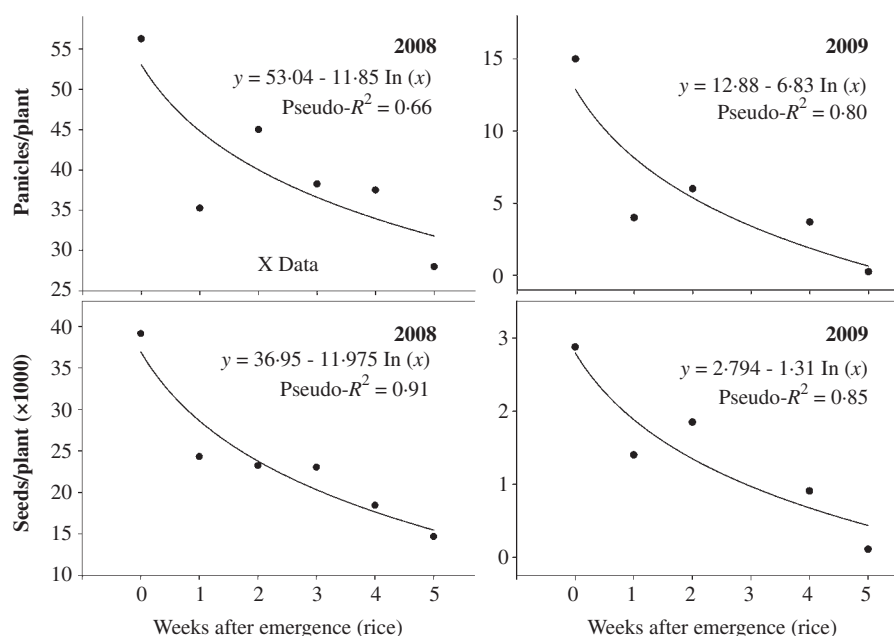 2008
y = 53·04 - 11·85 In (x)
Pseudo-R² = 0·66
Panicles/plant
55
50
45
40
35
30
25
X Data
2009
y = 12·88 - 6·83 In (x)
Pseudo-R² = 0·80
15
10
5
0
2008
y = 36·95 - 11·975 In (x)
Pseudo-R² = 0·91
Seeds/plant (×1000)
40
35
30
25
20
15
10
0 1 2 3 4 5
Weeks after emergence (rice)
2009
y = 2·794 - 1·31 In (x)
Pseudo-R² = 0·85
3
2
1
0
0 1 2 3 4 5
Weeks after emergence (rice)